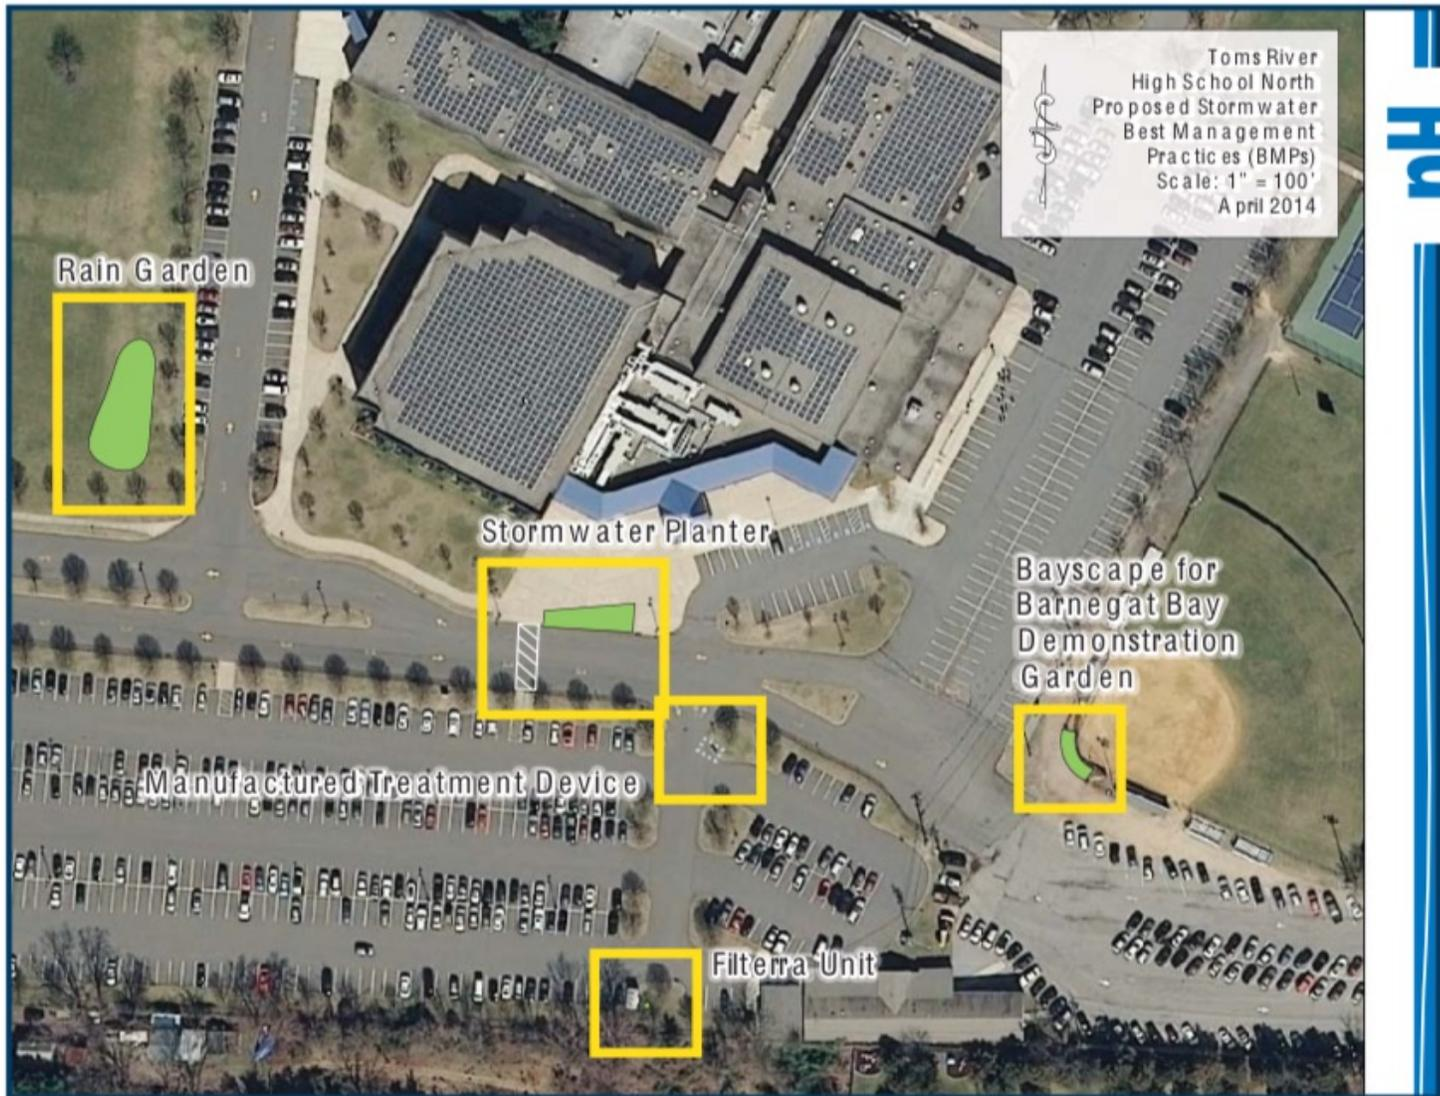 Toms River
High School North
Proposed Stormwater
Best Management
Practices (BMPs)
Scale: 1" = 100'
April 2014
Rain Garden
Stormwater Planter
Bayscape for
Barnegat Bay
Demonstration
Garden
Manufactured Treatment Device
Filterra Unit